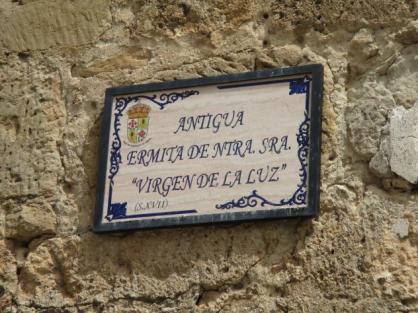 ANTIGUA
ERMITA DE NTRA. SRA.
"VIRGEN DE LA LUZ"
(S.XVII)